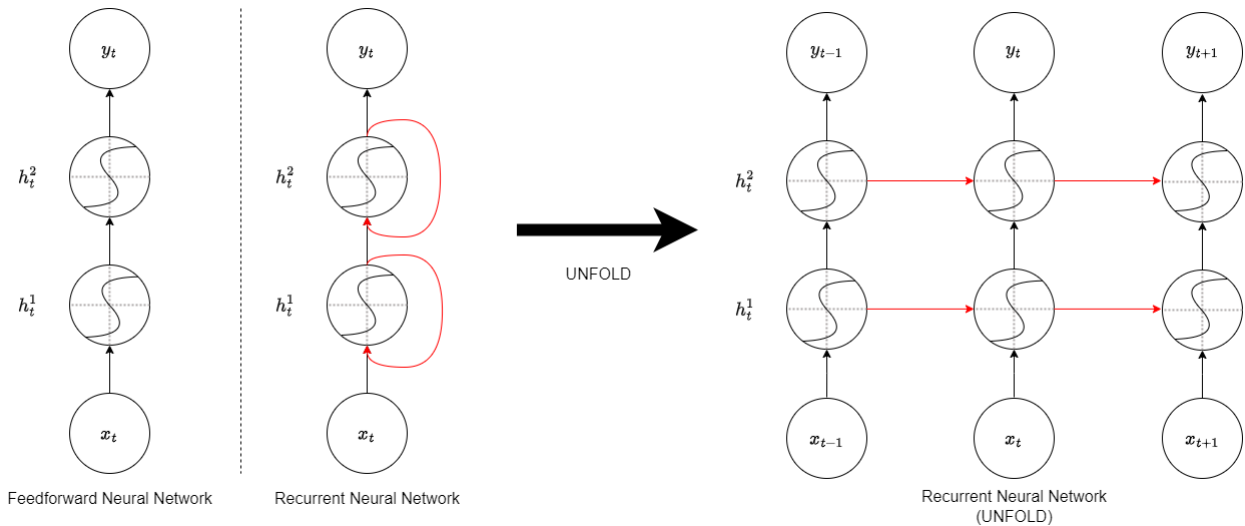 y_t
h_t^2
h_t^1
x_t
Feedforward Neural Network
y_t
h_t^2
h_t^1
x_t
Recurrent Neural Network
UNFOLD
y_{t-1} y_t y_{t+1}
h_t^2
h_t^1
x_{t-1} x_t x_{t+1}
Recurrent Neural Network
(UNFOLD)